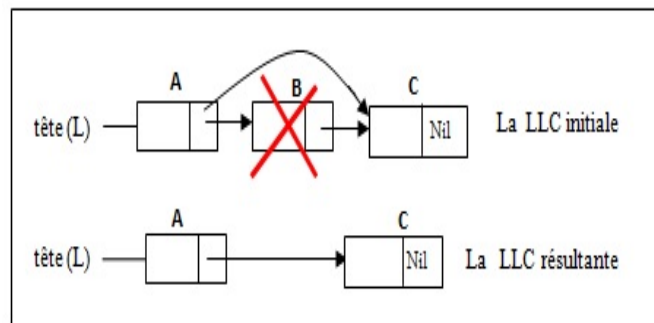 A B C
tête (L) Nil La LLC initiale
A C
tête (L) Nil La LLC résultante